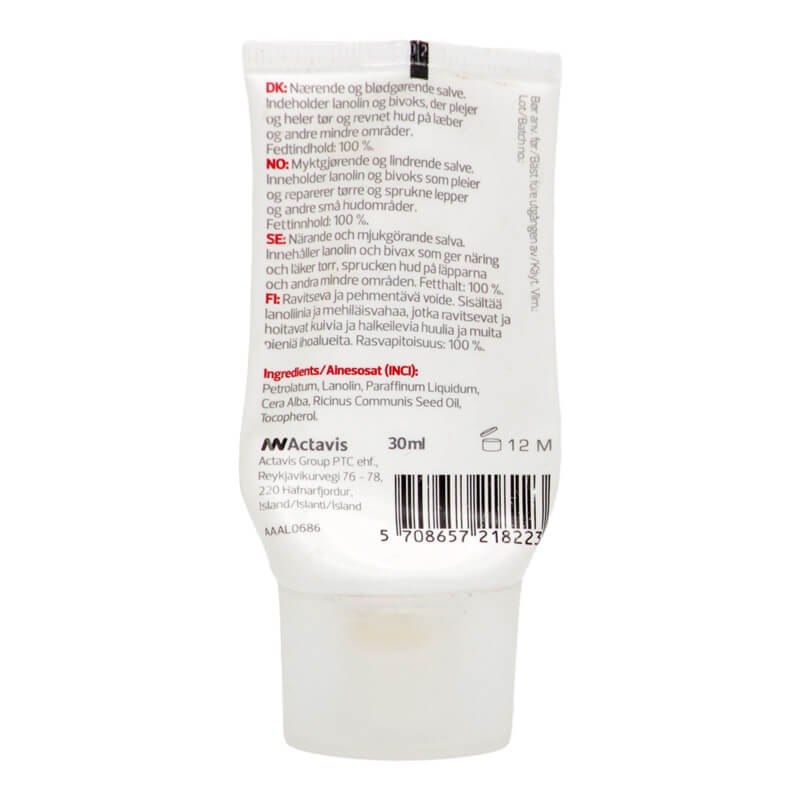 DK: Nærende og blødgørende salve.
Indeholder lanolin og bivoks, der plejer
og heler tør og revnet hud på læber
og andre mindre områder.
Fedtindhold: 100 %.
NO: Myktgjørende og lindrende salve.
Inneholder lanolin og bivoks som pleier
og reparerer tørre og sprukne lepper
og andre små hudområder.
Fettinnhold: 100 %.
SE: Närande och mjukgörande salva.
Innehåller lanolin och bivax som ger näring
och läker torr, sprucken hud på läpparna
och andra mindre områden. Fetthalt: 100 %.
FI: Ravitseva ja pehmentävä voide. Sisältää
lanoliinia ja mehiläisvahaa, jotka ravitsevat ja
hoitavat kuivia ja halkeilevia huulia ja muita
pieniä ihoalueita. Rasvapitoisuus: 100 %.
Bør anv. før/Bäst före utgången av/Käyt. Viim.:
Lot/Batch no.:
Ingredients/Ainesosat (INCI):
Petrolatum, Lanolin, Paraffinum Liquidum,
Cera Alba, Ricinus Communis Seed Oil,
Tocopherol.
Actavis 30ml 12 M
Actavis Group PTC ehf.,
Reykjavikurvegi 76 – 78,
220 Hafnarfjordur,
Island/Islanti/Ísland
AAAL0686
5 708657 218223